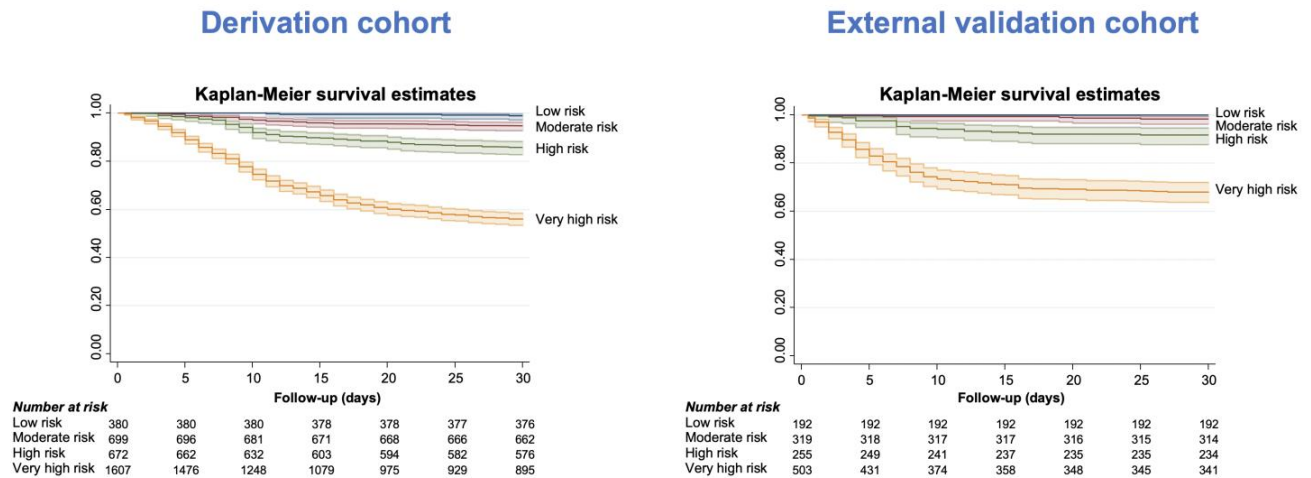 Derivation cohort
Kaplan-Meier survival estimates
1.00
0.80
0.60
0.40
0.20
0.00
Low risk
Moderate risk
High risk
Very high risk
0 5 10 15 20 25 30
Follow-up (days)
Number at risk
Low risk 380 380 380 378 378 377 376
Moderate risk 699 696 681 671 668 666 662
High risk 672 662 632 603 594 582 576
Very high risk 1607 1476 1248 1079 975 929 895
External validation cohort
Kaplan-Meier survival estimates
1.00
0.80
0.60
0.40
0.20
0.00
Low risk
Moderate risk
High risk
Very high risk
0 5 10 15 20 25 30
Follow-up (days)
Number at risk
Low risk 192 192 192 192 192 192 192
Moderate risk 319 318 317 317 316 315 314
High risk 255 249 241 237 235 235 234
Very high risk 503 431 374 358 348 345 341